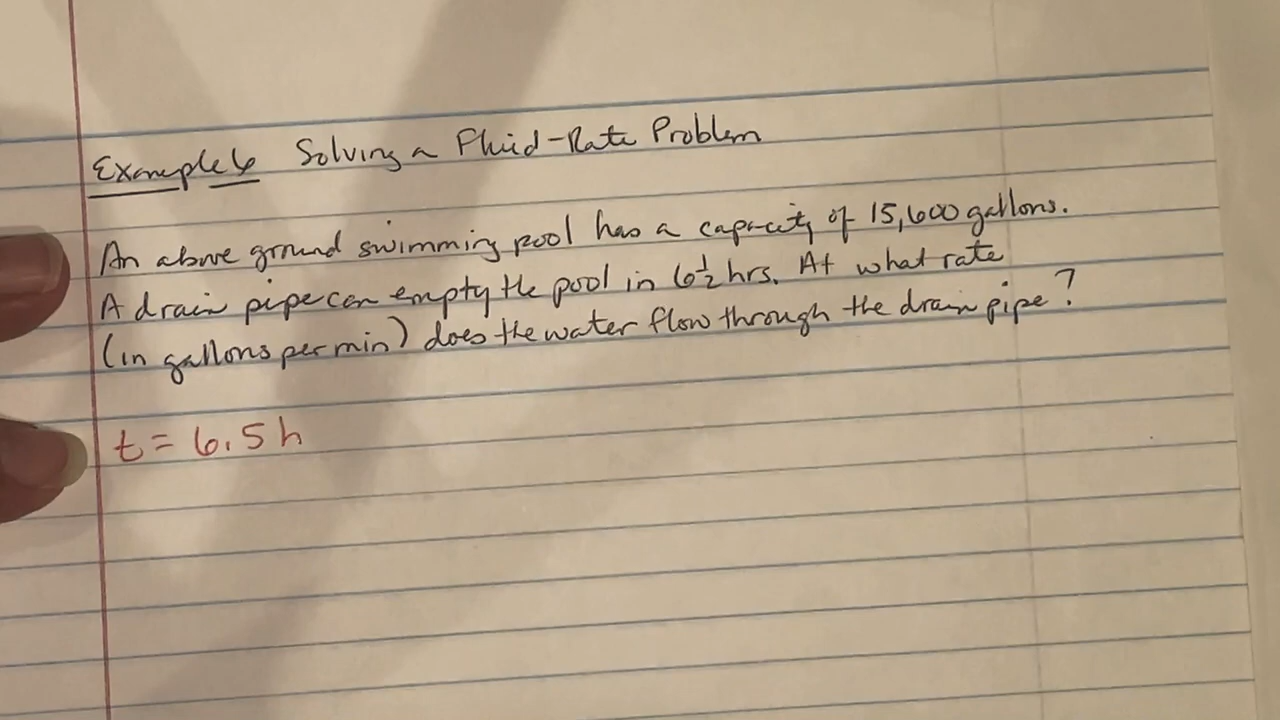 Example 6 Solving a Fluid-Rate Problem
An above ground swimming pool has a capacity of 15,600 gallons.
A drain pipe can empty the pool in 6½ hrs. At what rate
(in gallons per min) does the water flow through the drain pipe?
t = 6.5 h